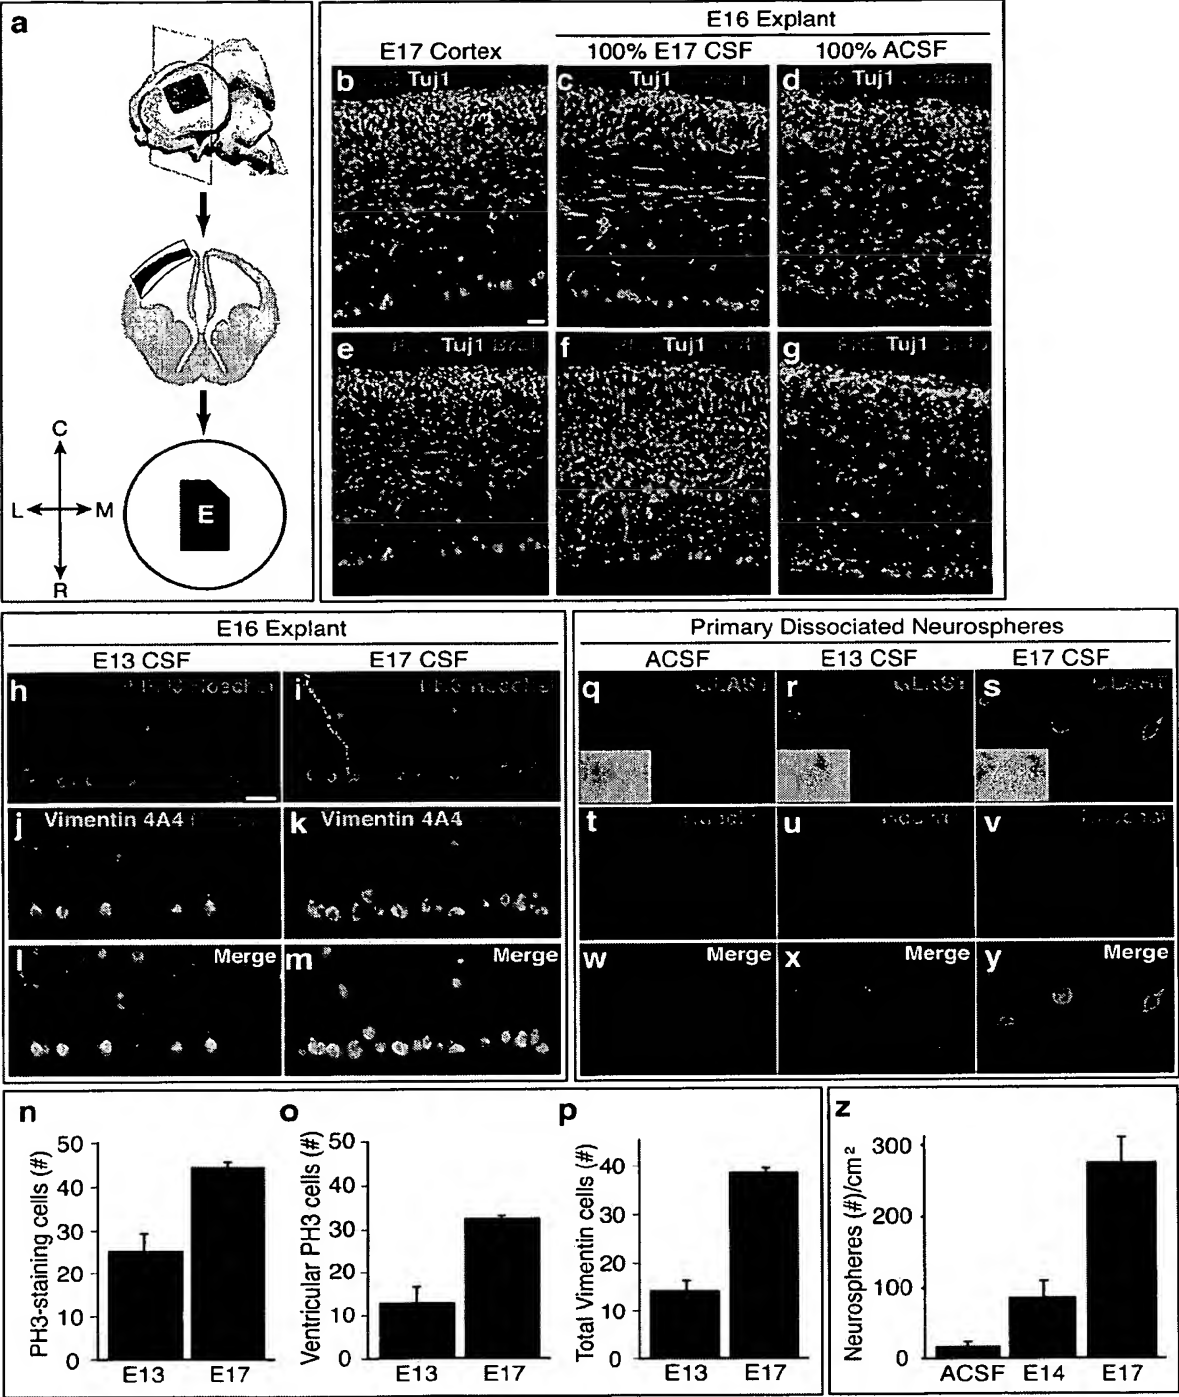 a
C
L
M
E
R
E16 Explant
E17 Cortex
100% E17 CSF
100% ACSF
b Tuj1
c Tuj1
d Tuj1
e Tuj1
f Tuj1
g Tuj1
E16 Explant
E13 CSF
E17 CSF
h
i
j Vimentin 4A4
k Vimentin 4A4
l Merge
m Merge
Primary Dissociated Neurospheres
ACSF
E13 CSF
E17 CSF
q GLAST
r GLAST
s GLAST
t
u
v
w Merge
x Merge
y Merge
n
PH3-staining cells (#)
50
40
30
20
10
0
E13
E17
o
Ventricular PH3 cells (#)
50
40
30
20
10
0
E13
E17
p
Total Vimentin cells (#)
40
30
20
10
0
E13
E17
z
Neurospheres (#)/cm²
300
200
100
0
ACSF
E14
E17